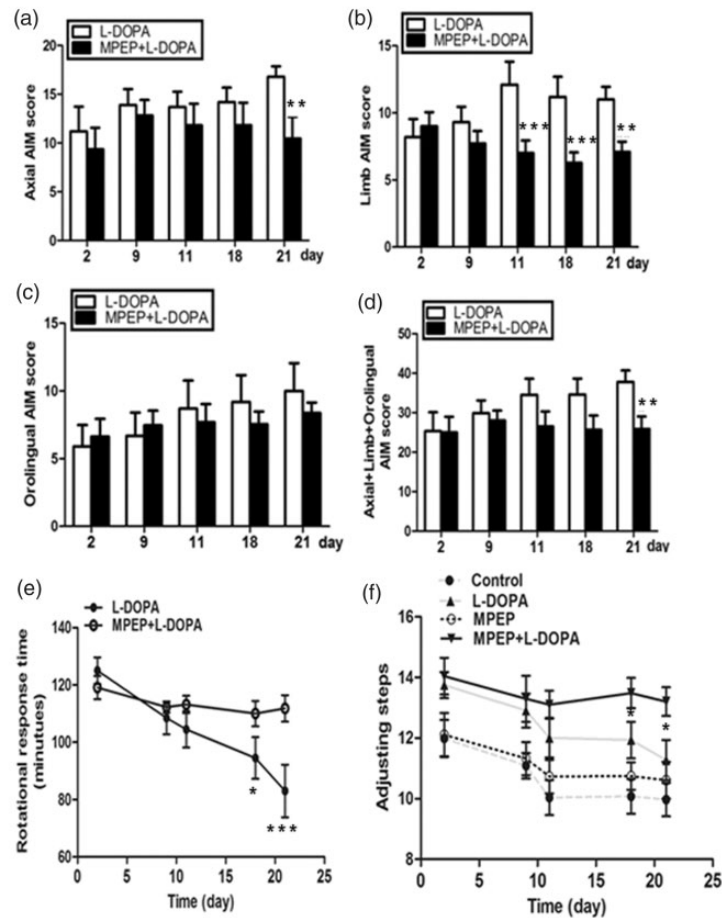 (a)
L-DOPA
MPEP+L-DOPA
Axial AIM score
20
15
10
5
0
**
2 9 11 18 21 day
(b)
L-DOPA
MPEP+L-DOPA
Limb AIM score
15
10
5
0
*** *** **
2 9 11 18 21 day
(c)
L-DOPA
MPEP+L-DOPA
Orolingual AIM score
15
10
5
0
2 9 11 18 21 day
(d)
L-DOPA
MPEP+L-DOPA
Axial+Limb+Orolingual
AIM score
50
40
30
20
10
0
**
2 9 11 18 21 day
(e)
L-DOPA
MPEP+L-DOPA
Rotational response time
(minutues)
140
120
100
80
60
*
***
0 5 10 15 20 25
Time (day)
(f)
Control
L-DOPA
MPEP
MPEP+L-DOPA
Adjusting steps
16
14
12
10
8
*
*
0 5 10 15 20 25
Time (day)